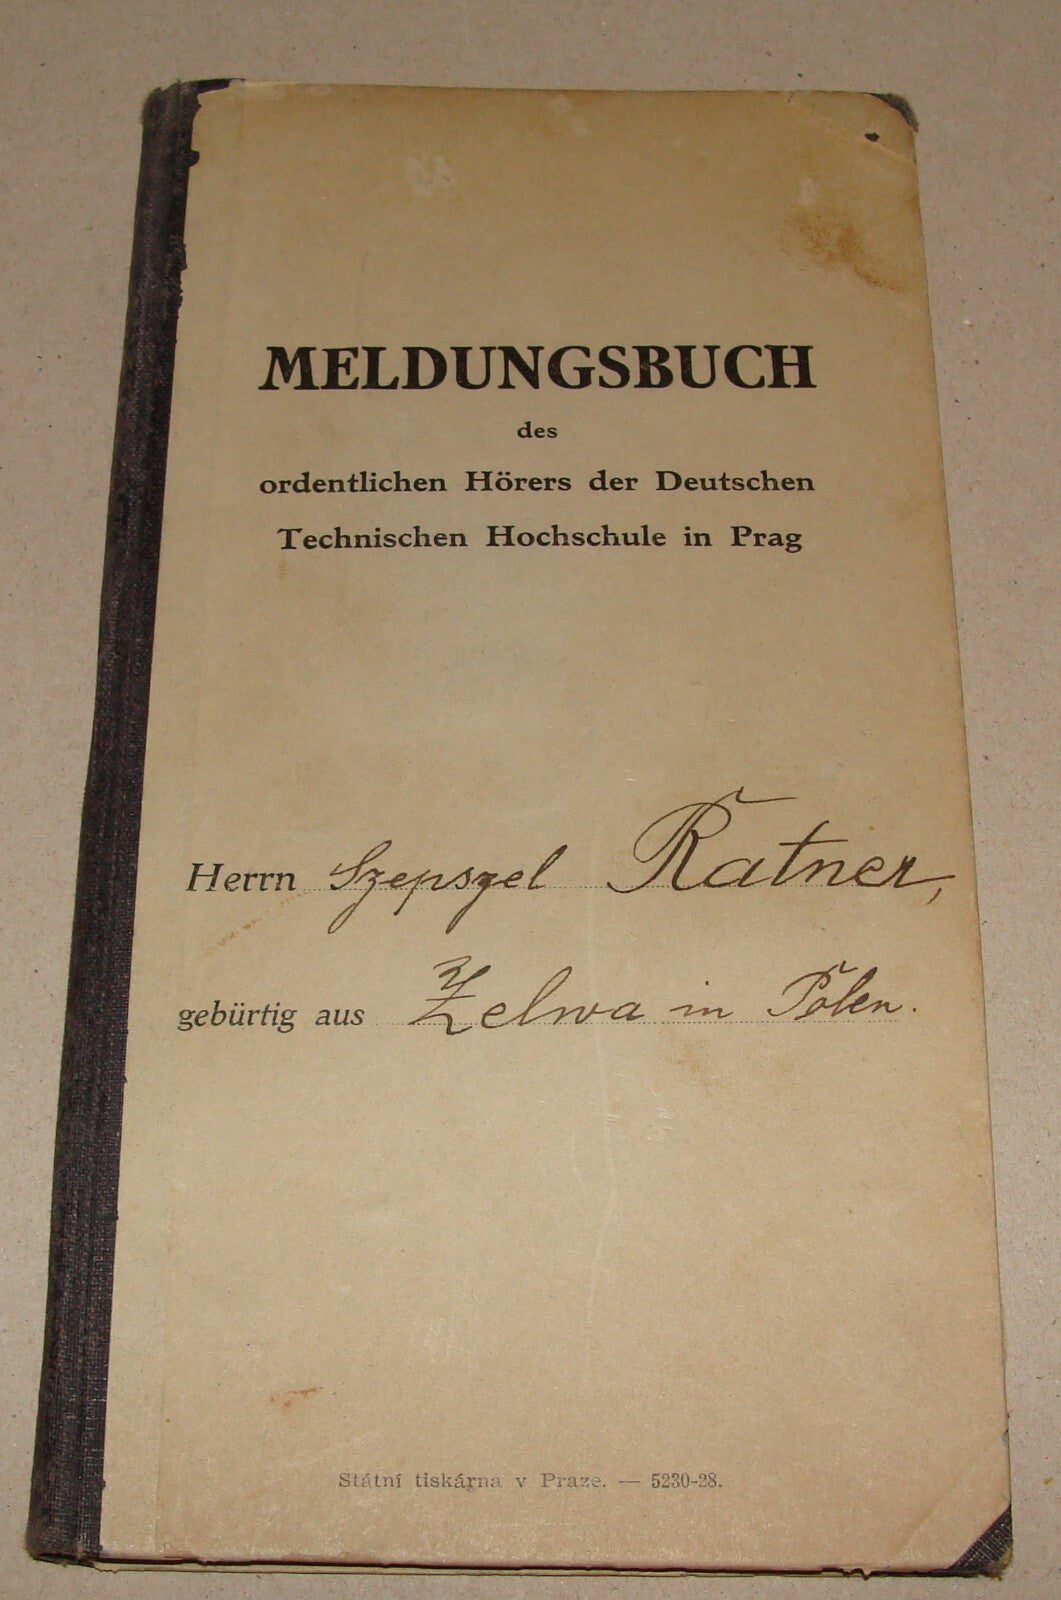 MELDUNGSBUCH
des
ordentlichen Hörers der Deutschen
Technischen Hochschule in Prag
Herrn Szepszel Ratner,
gebürtig aus Zelwa in Polen.
Státní tiskárna v Praze. — 5230-28.